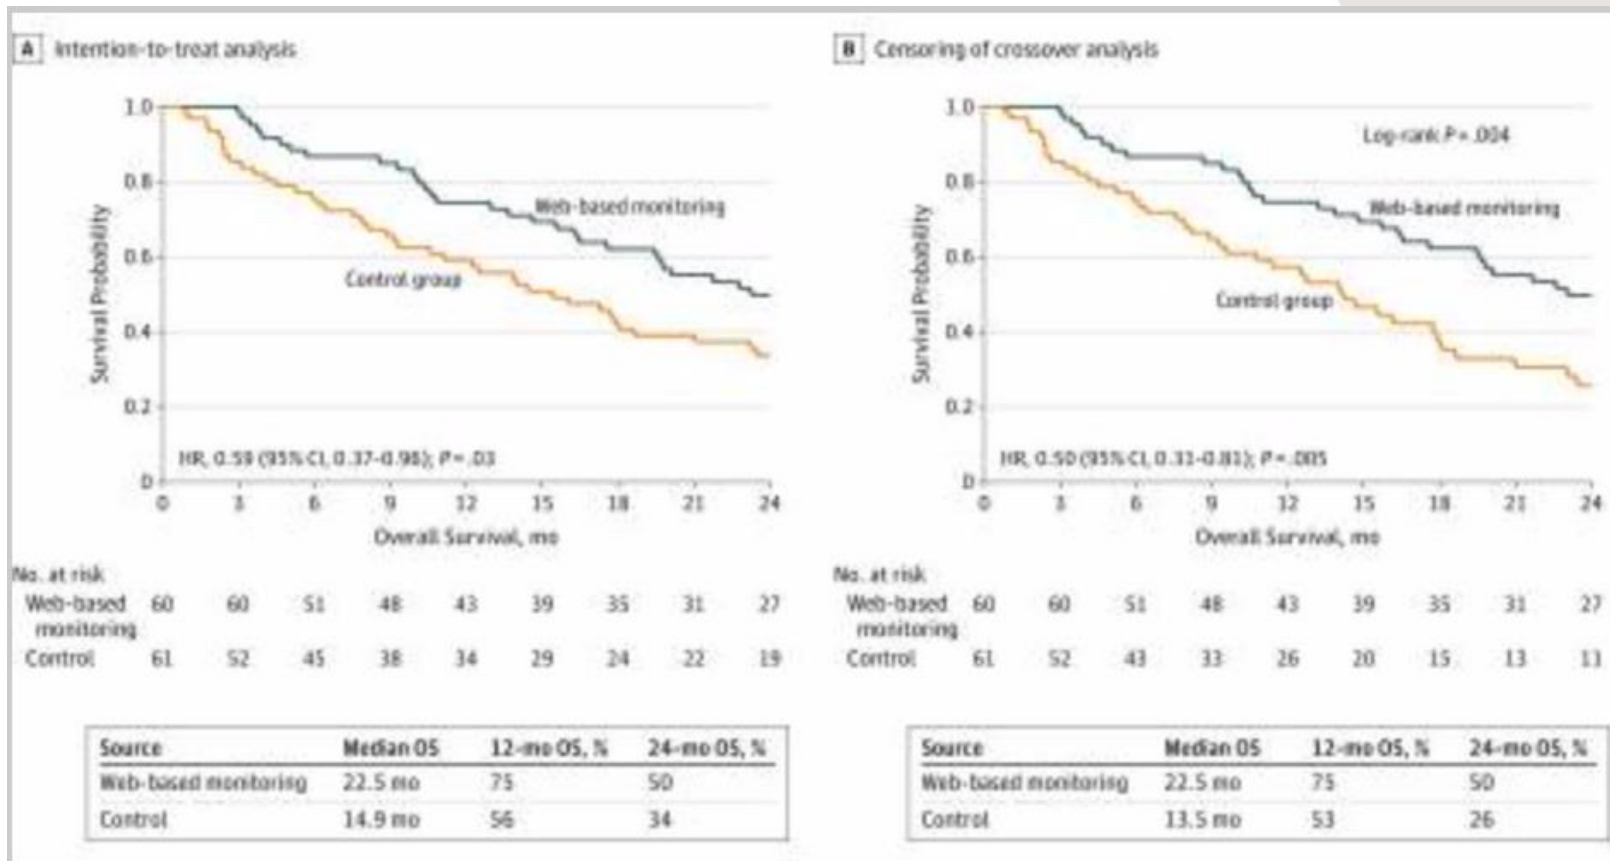 A Intention-to-treat analysis
1.0
0.8
0.6
0.4
0.2
0
Survival Probability
Web-based monitoring
Control group
HR, 0.59 (95% CI, 0.37-0.96); P = .03
0 3 6 9 12 15 18 21 24
Overall Survival, mo
No. at risk
Web-based monitoring 60 60 51 48 43 39 35 31 27
Control 61 52 45 38 34 29 24 22 19
Source Median OS 12-mo OS, % 24-mo OS, %
Web-based monitoring 22.5 mo 75 50
Control 14.9 mo 56 34
B Censoring of crossover analysis
1.0
0.8
0.6
0.4
0.2
0
Survival Probability
Log-rank P = .004
Web-based monitoring
Control group
HR, 0.50 (95% CI, 0.31-0.81); P = .005
0 3 6 9 12 15 18 21 24
Overall Survival, mo
No. at risk
Web-based monitoring 60 60 51 48 43 39 35 31 27
Control 61 52 43 33 26 20 15 13 11
Source Median OS 12-mo OS, % 24-mo OS, %
Web-based monitoring 22.5 mo 75 50
Control 13.5 mo 53 26